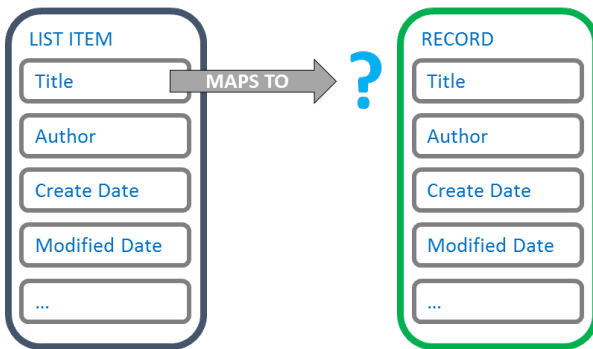 LIST ITEM
Title
Author
Create Date
Modified Date
...
MAPS TO
?
RECORD
Title
Author
Create Date
Modified Date
...